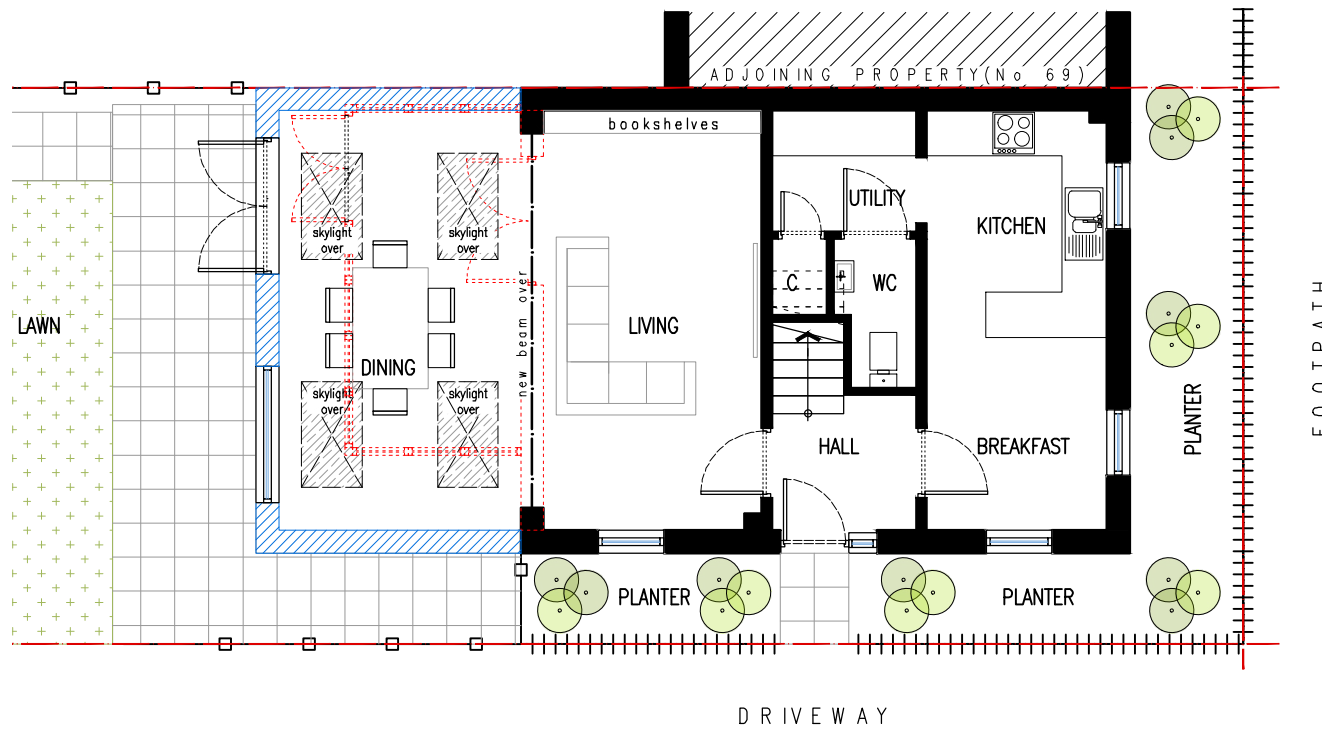 ADJOINING PROPERTY(No 69)
bookshelves
UTILITY
KITCHEN
skylight
over
skylight
over
C
WC
LAWN
LIVING
new beam over
DINING
skylight
over
skylight
over
HALL
BREAKFAST
PLANTER
FOOTPATH
PLANTER
PLANTER
DRIVEWAY